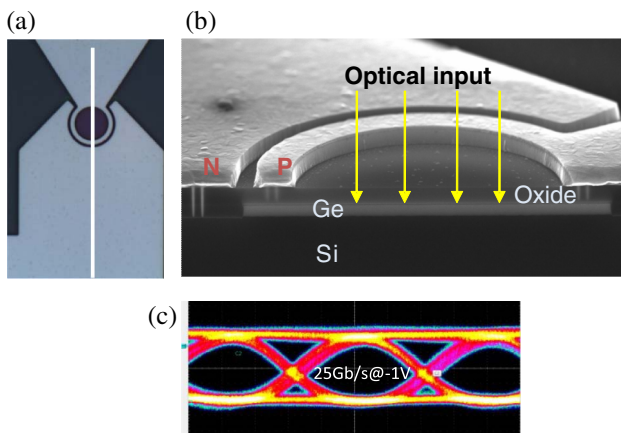 (a)
(b)
Optical input
N
P
Ge
Oxide
Si
(c)
25Gb/s@-1V